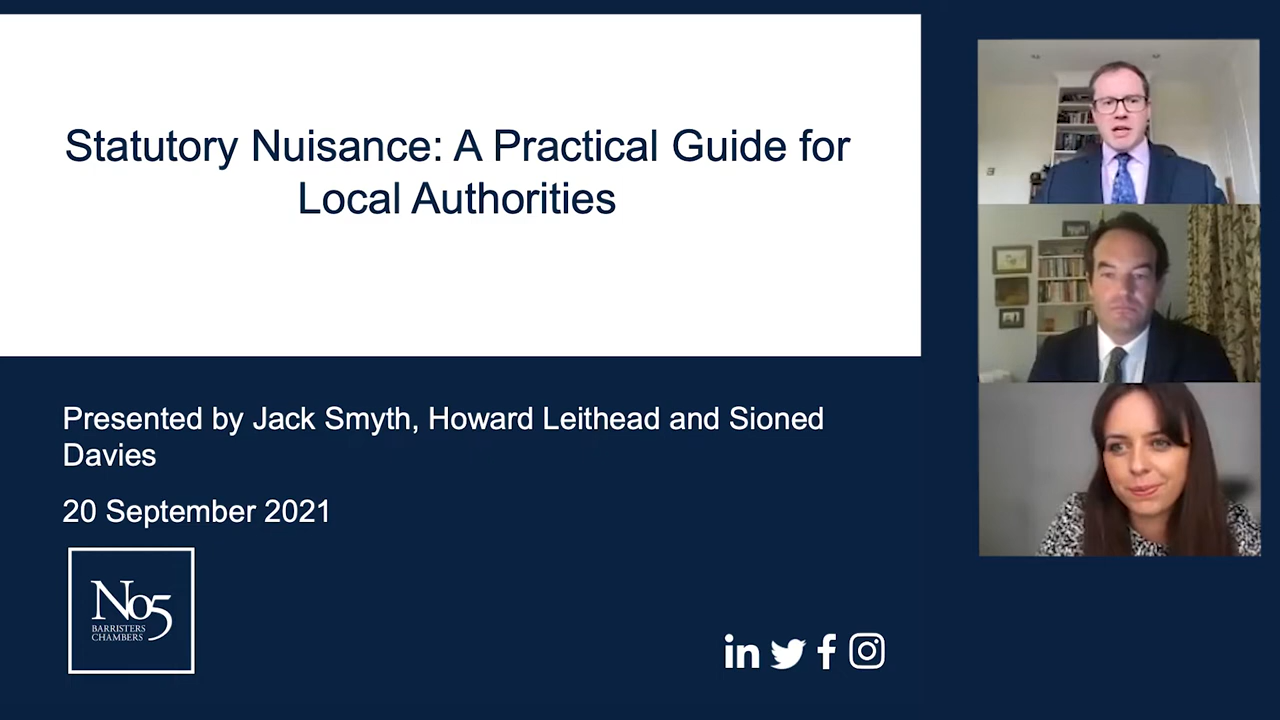 Statutory Nuisance: A Practical Guide for
Local Authorities
Presented by Jack Smyth, Howard Leithead and Sioned
Davies
20 September 2021
No5
BARRISTERS
CHAMBERS